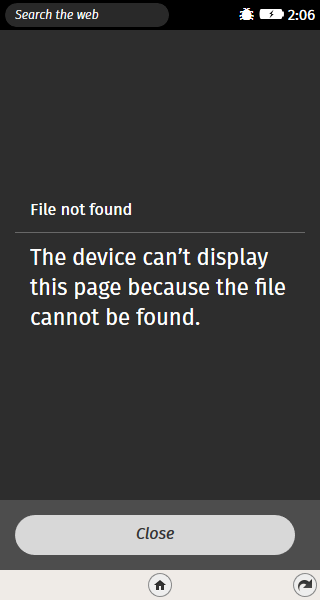 Search the web
2:06
File not found
The device can’t display
this page because the file
cannot be found.
Close